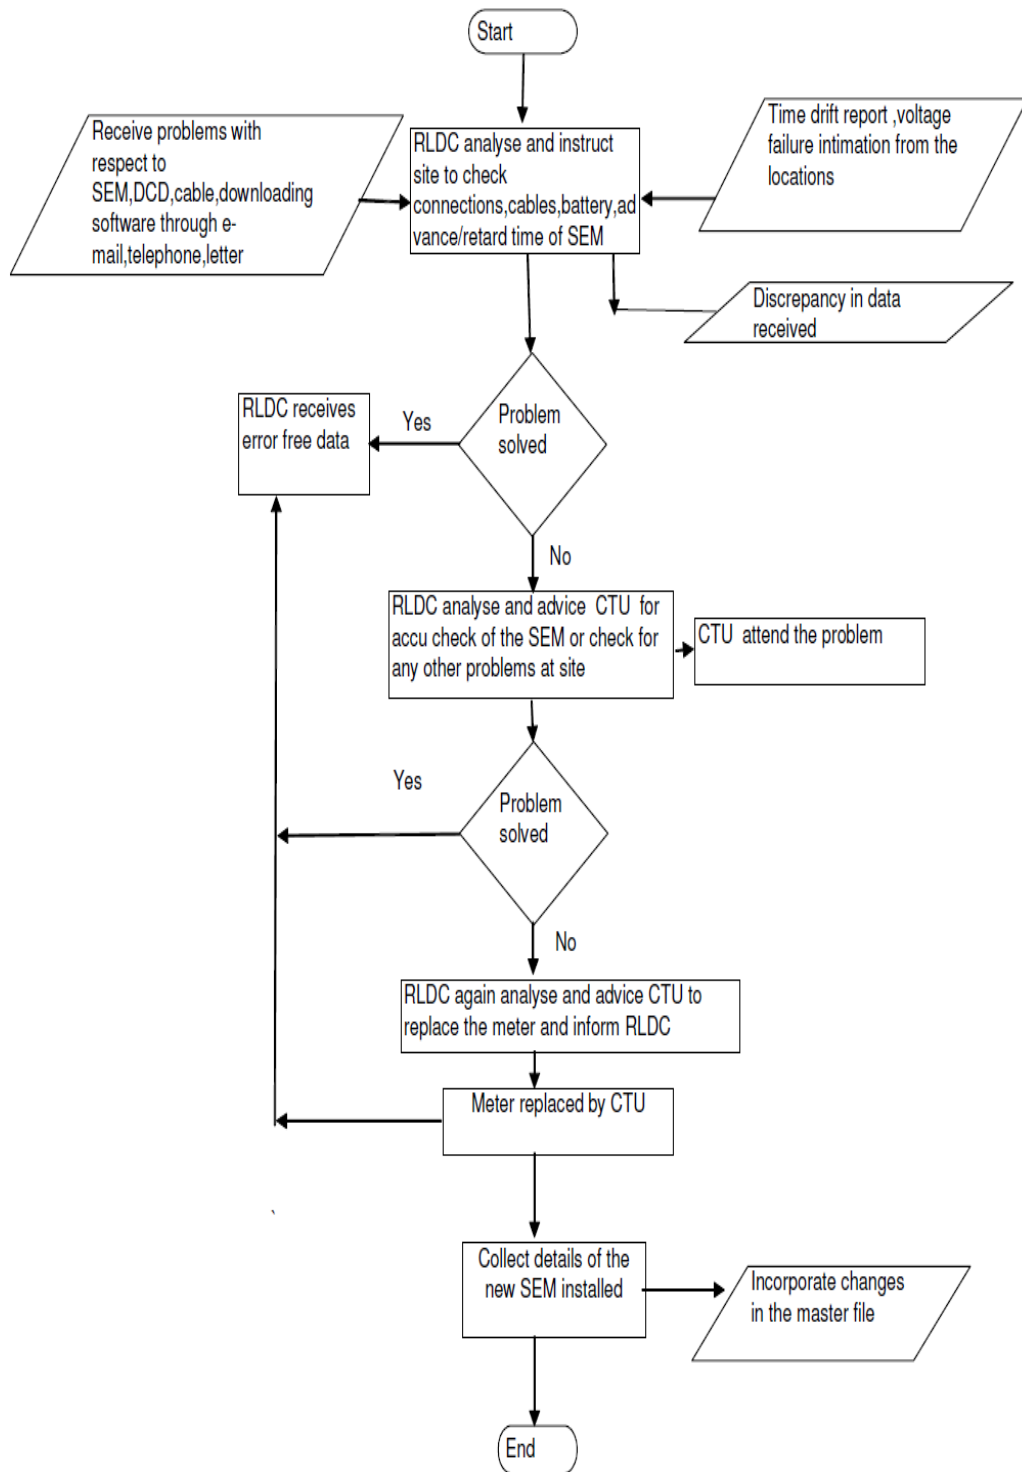 Start
Receive problems with
respect to
SEM,DCD,cable,downloading
software through e-
mail,telephone,letter
RLDC analyse and instruct
site to check
connections,cables,battery,ad
vance/retard time of SEM
Time drift report ,voltage
failure intimation from the
locations
Discrepancy in data
received
RLDC receives
error free data
Yes
Problem
solved
No
RLDC analyse and advice CTU for
accu check of the SEM or check for
any other problems at site
CTU attend the problem
Yes
Problem
solved
No
RLDC again analyse and advice CTU to
replace the meter and inform RLDC
Meter replaced by CTU
Collect details of the
new SEM installed
Incorporate changes
in the master file
End